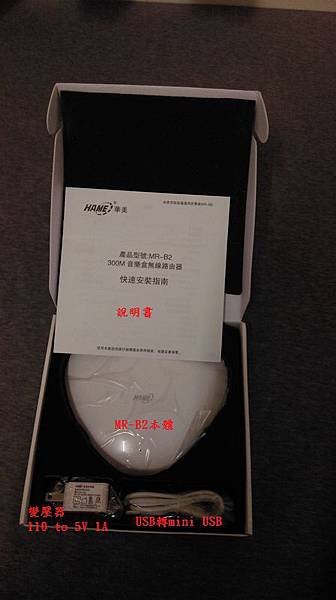 HAME 華美
產品型號:MR-B2
300M 音樂盒無線路由器
快速安裝指南
說明書
HAME
MR-B2本體
HAME
變壓器
110 to 5V 1A
USB轉mini USB